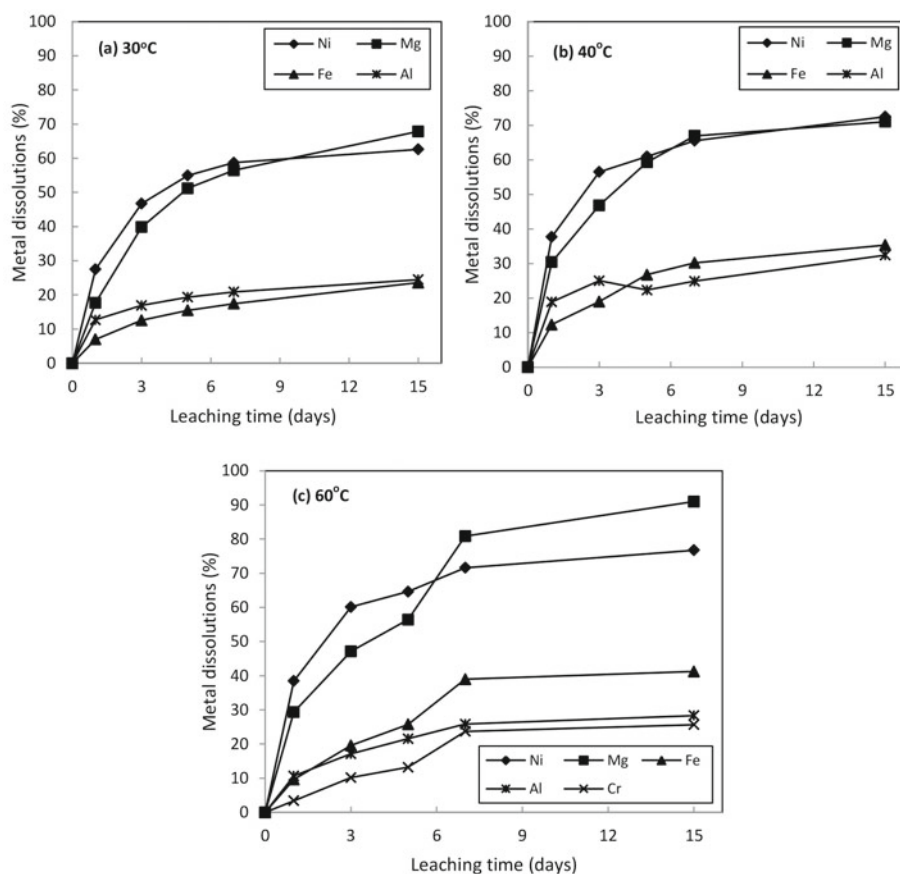 (a) 30°C
Ni Mg
Fe Al
Metal dissolutions (%)
100
90
80
70
60
50
40
30
20
10
0
0 3 6 9 12 15
Leaching time (days)
(b) 40°C
Ni Mg
Fe Al
Metal dissolutions (%)
100
90
80
70
60
50
40
30
20
10
0
0 3 6 9 12 15
Leaching time (days)
(c) 60°C
Metal dissolutions (%)
100
90
80
70
60
50
40
30
20
10
0
Ni Mg Fe
Al Cr
0 3 6 9 12 15
Leaching time (days)